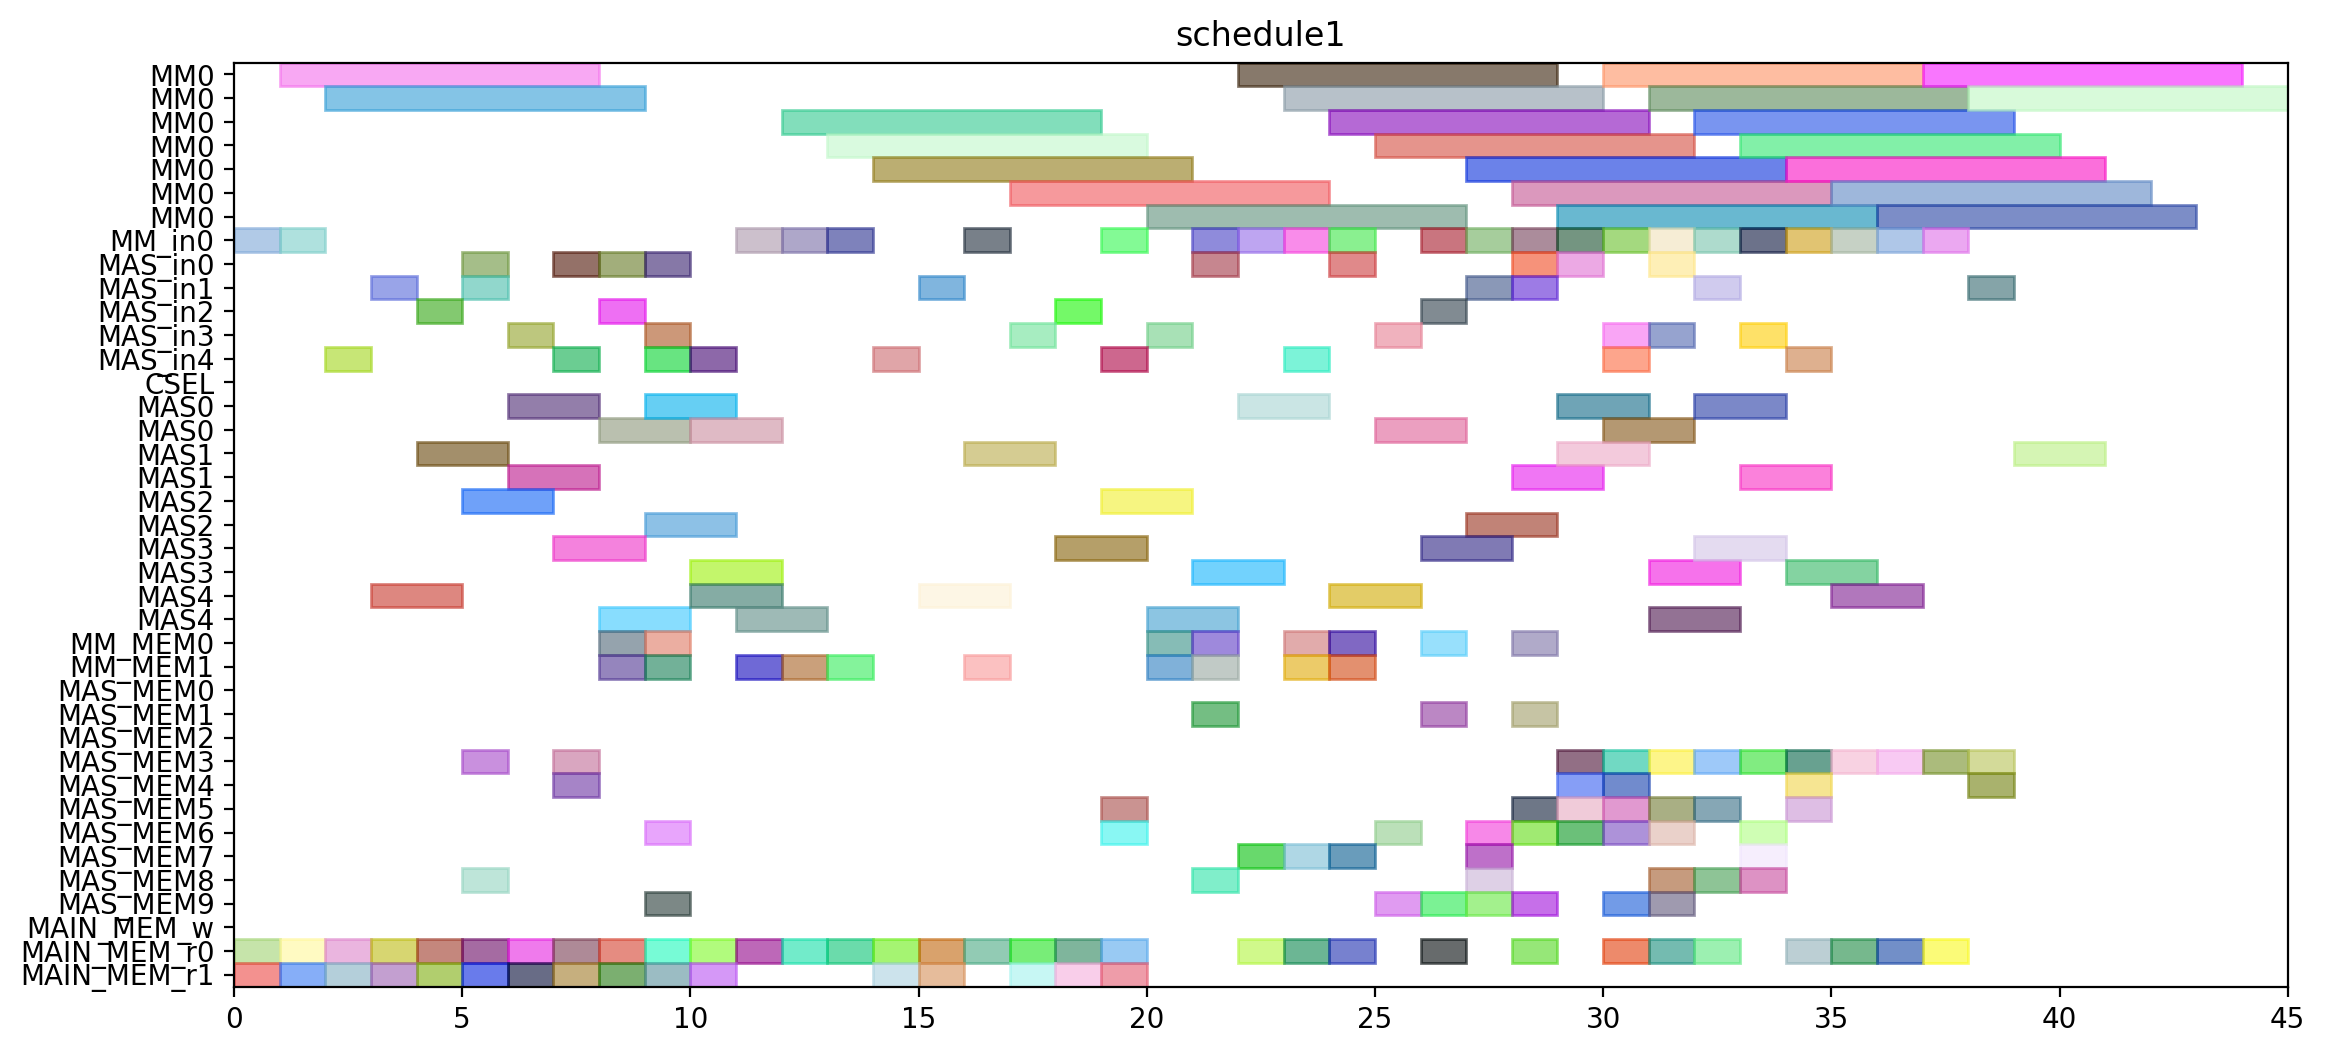 schedule1
MM0
MM0
MM0
MM0
MM0
MM0
MM0
MM_in0
MAS_in0
MAS_in1
MAS_in2
MAS_in3
MAS_in4
CSEL
MAS0
MAS0
MAS1
MAS1
MAS2
MAS2
MAS3
MAS3
MAS4
MAS4
MM_MEM0
MM_MEM1
MAS_MEM0
MAS_MEM1
MAS_MEM2
MAS_MEM3
MAS_MEM4
MAS_MEM5
MAS_MEM6
MAS_MEM7
MAS_MEM8
MAS_MEM9
MAIN_MEM_w
MAIN_MEM_r0
MAIN_MEM_r1
0 5 10 15 20 25 30 35 40 45